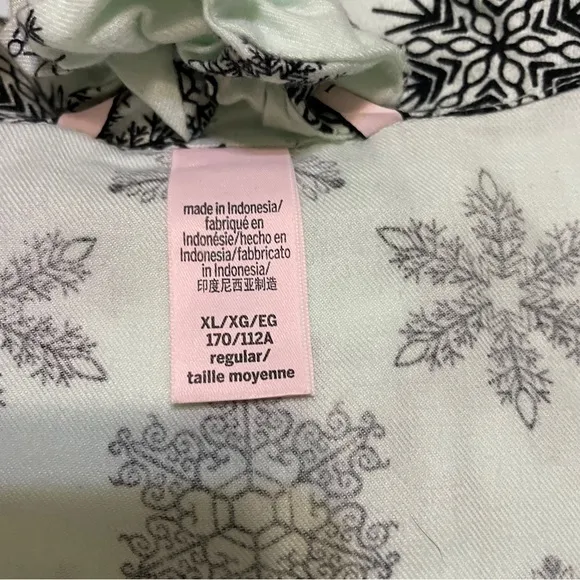 made in Indonesia/
fabriqué en
Indonésie/hecho en
Indonesia/fabbricato
in Indonesia/
印度尼西亚制造
XL/XG/EG
170/112A
regular/
taille moyenne